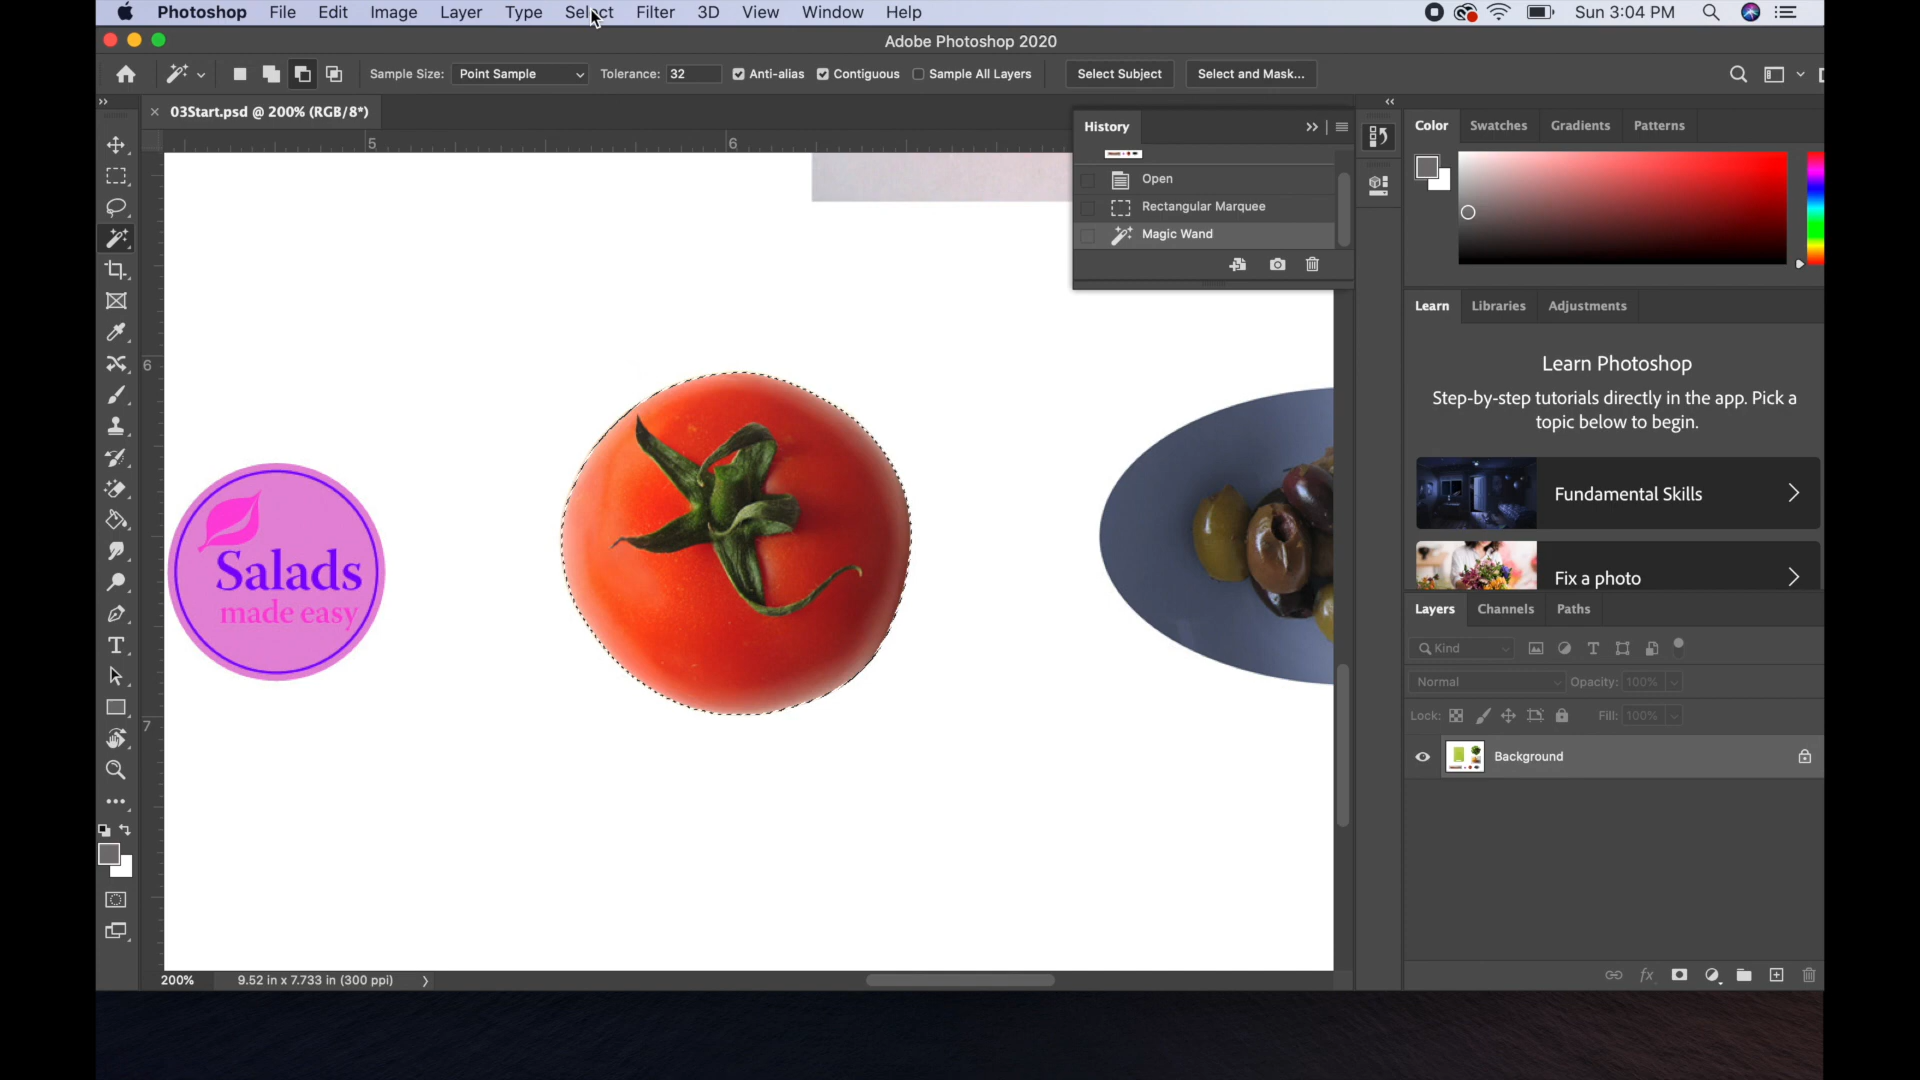 Photoshop File Edit Image Layer Type Select Filter 3D View Window Help Sun 3:04 PM
Adobe Photoshop 2020
Sample Size: Point Sample Tolerance: 32 Anti-alias Contiguous Sample All Layers Select Subject Select and Mask...
03Start.psd @ 200% (RGB/8*)
5
6
History
Open
Rectangular Marquee
Magic Wand
Color Swatches Gradients Patterns
Learn Libraries Adjustments
Learn Photoshop
Step-by-step tutorials directly in the app. Pick a
topic below to begin.
Fundamental Skills
Fix a photo
6
7
Salads
made easy
Layers Channels Paths
Kind
Normal Opacity: 100%
Lock: Fill: 100%
Background
fx
200% 9.52 in x 7.733 in (300 ppi)